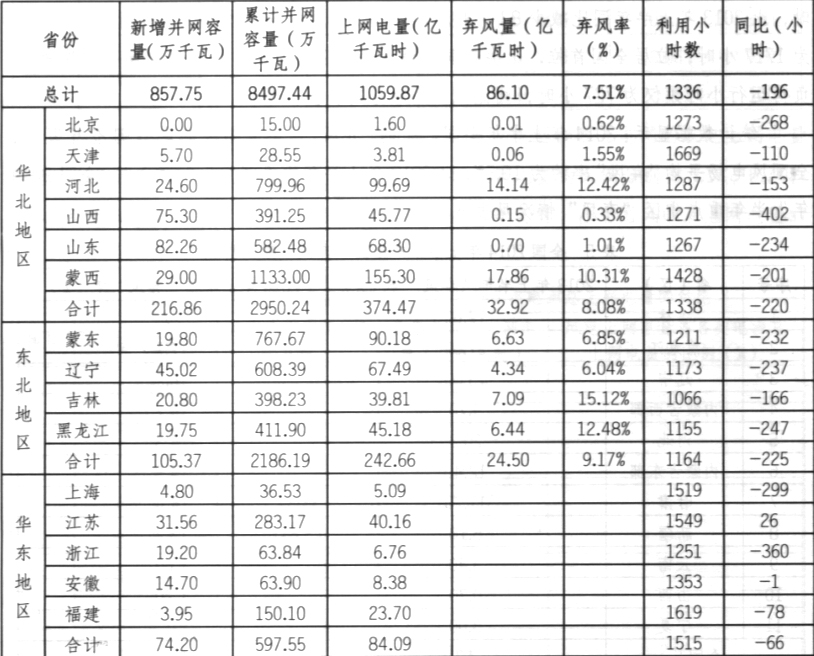 省份 新增并网容量(万千瓦) 累计并网容量(万千瓦) 上网电量(亿千瓦时) 弃风量(亿千瓦时) 弃风率(%) 利用小时数 同比(小时)
总计 857.75 8497.44 1059.87 86.10 7.51% 1336 -196
华北地区
北京 0.00 15.00 1.60 0.01 0.62% 1273 -268
天津 5.70 28.55 3.81 0.06 1.55% 1669 -110
河北 24.60 799.96 99.69 14.14 12.42% 1287 -153
山西 75.30 391.25 45.77 0.15 0.33% 1271 -402
山东 82.26 582.48 68.30 0.70 1.01% 1267 -234
蒙西 29.00 1133.00 155.30 17.86 10.31% 1428 -201
合计 216.86 2950.24 374.47 32.92 8.08% 1338 -220
东北地区
蒙东 19.80 767.67 90.18 6.63 6.85% 1211 -232
辽宁 45.02 608.39 67.49 4.34 6.04% 1173 -237
吉林 20.80 398.23 39.81 7.09 15.12% 1066 -166
黑龙江 19.75 411.90 45.18 6.44 12.48% 1155 -247
合计 105.37 2186.19 242.66 24.50 9.17% 1164 -225
华东地区
上海 4.80 36.53 5.09 1519 -299
江苏 31.56 283.17 40.16 1549 26
浙江 19.20 63.84 6.76 1251 -360
安徽 14.70 63.90 8.38 1353 -1
福建 3.95 150.10 23.70 1619 -78
合计 74.20 597.55 84.09 1515 -66